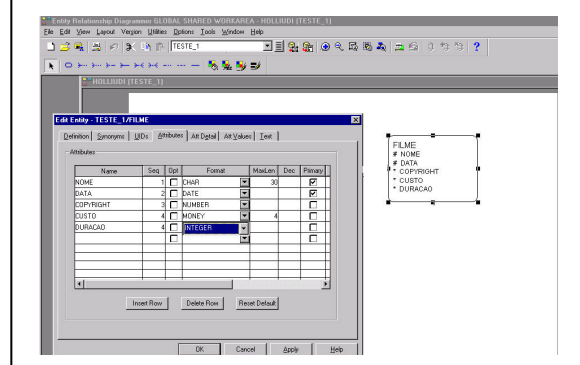 Entity Relationship Diagrammer GLOBAL SHARED WORKAREA - HOLLIUDI (TESTE_1)
File Edit View Layout Version Utilities Options Tools Window Help
TESTE_1
HOLLIUDI (TESTE_1)
Edit Entity - TESTE_1/FILME
Definition Synonyms UIDs Attributes Att Detail Att Values Text
Attributes
Name Seq Opt Format MaxLen Dec Primary
NOME 1 CHAR 30
DATA 2 DATE
COPYRIGHT 3 NUMBER
CUSTO 4 MONEY 4
DURACAO 4 INTEGER
Insert Row Delete Row Reset Default
OK Cancel Apply Help
FILME
# NOME
# DATA
* COPYRIGHT
* CUSTO
* DURACAO